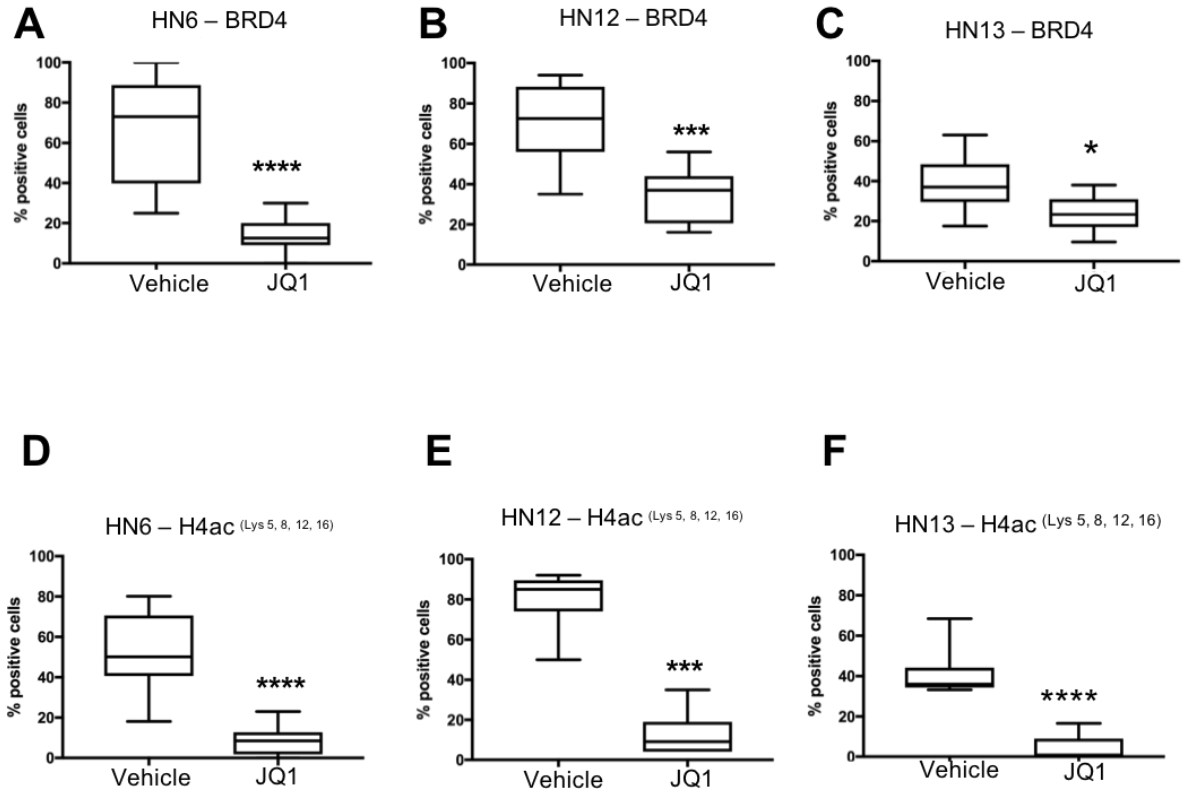 A
HN6 – BRD4
% positive cells
100
80
60
40
20
0
****
Vehicle
JQ1
B
HN12 – BRD4
% positive cells
100
80
60
40
20
0
***
Vehicle
JQ1
C
HN13 – BRD4
% positive cells
100
80
60
40
20
0
*
Vehicle
JQ1
D
HN6 – H4ac (Lys 5, 8, 12, 16)
% positive cells
100
80
60
40
20
0
****
Vehicle
JQ1
E
HN12 – H4ac (Lys 5, 8, 12, 16)
% positive cells
100
80
60
40
20
0
***
Vehicle
JQ1
F
HN13 – H4ac (Lys 5, 8, 12, 16)
% positive cells
100
80
60
40
20
0
****
Vehicle
JQ1